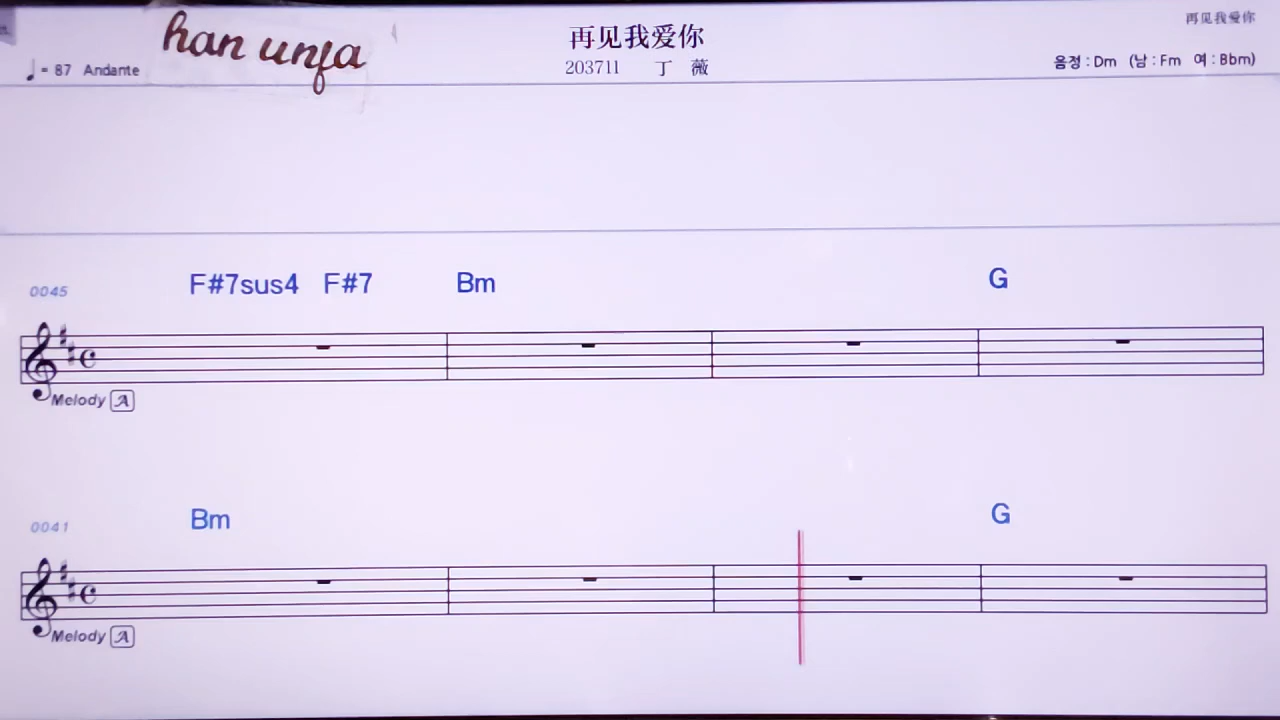 再见我爱你
再见我爱你
han unfa
♩= 87 Andante
203711 丁 薇
음정 : Dm (남 : Fm 여 : Bbm)
0045 F#7sus4 F#7 Bm G
Melody A
0041 Bm G
Melody A